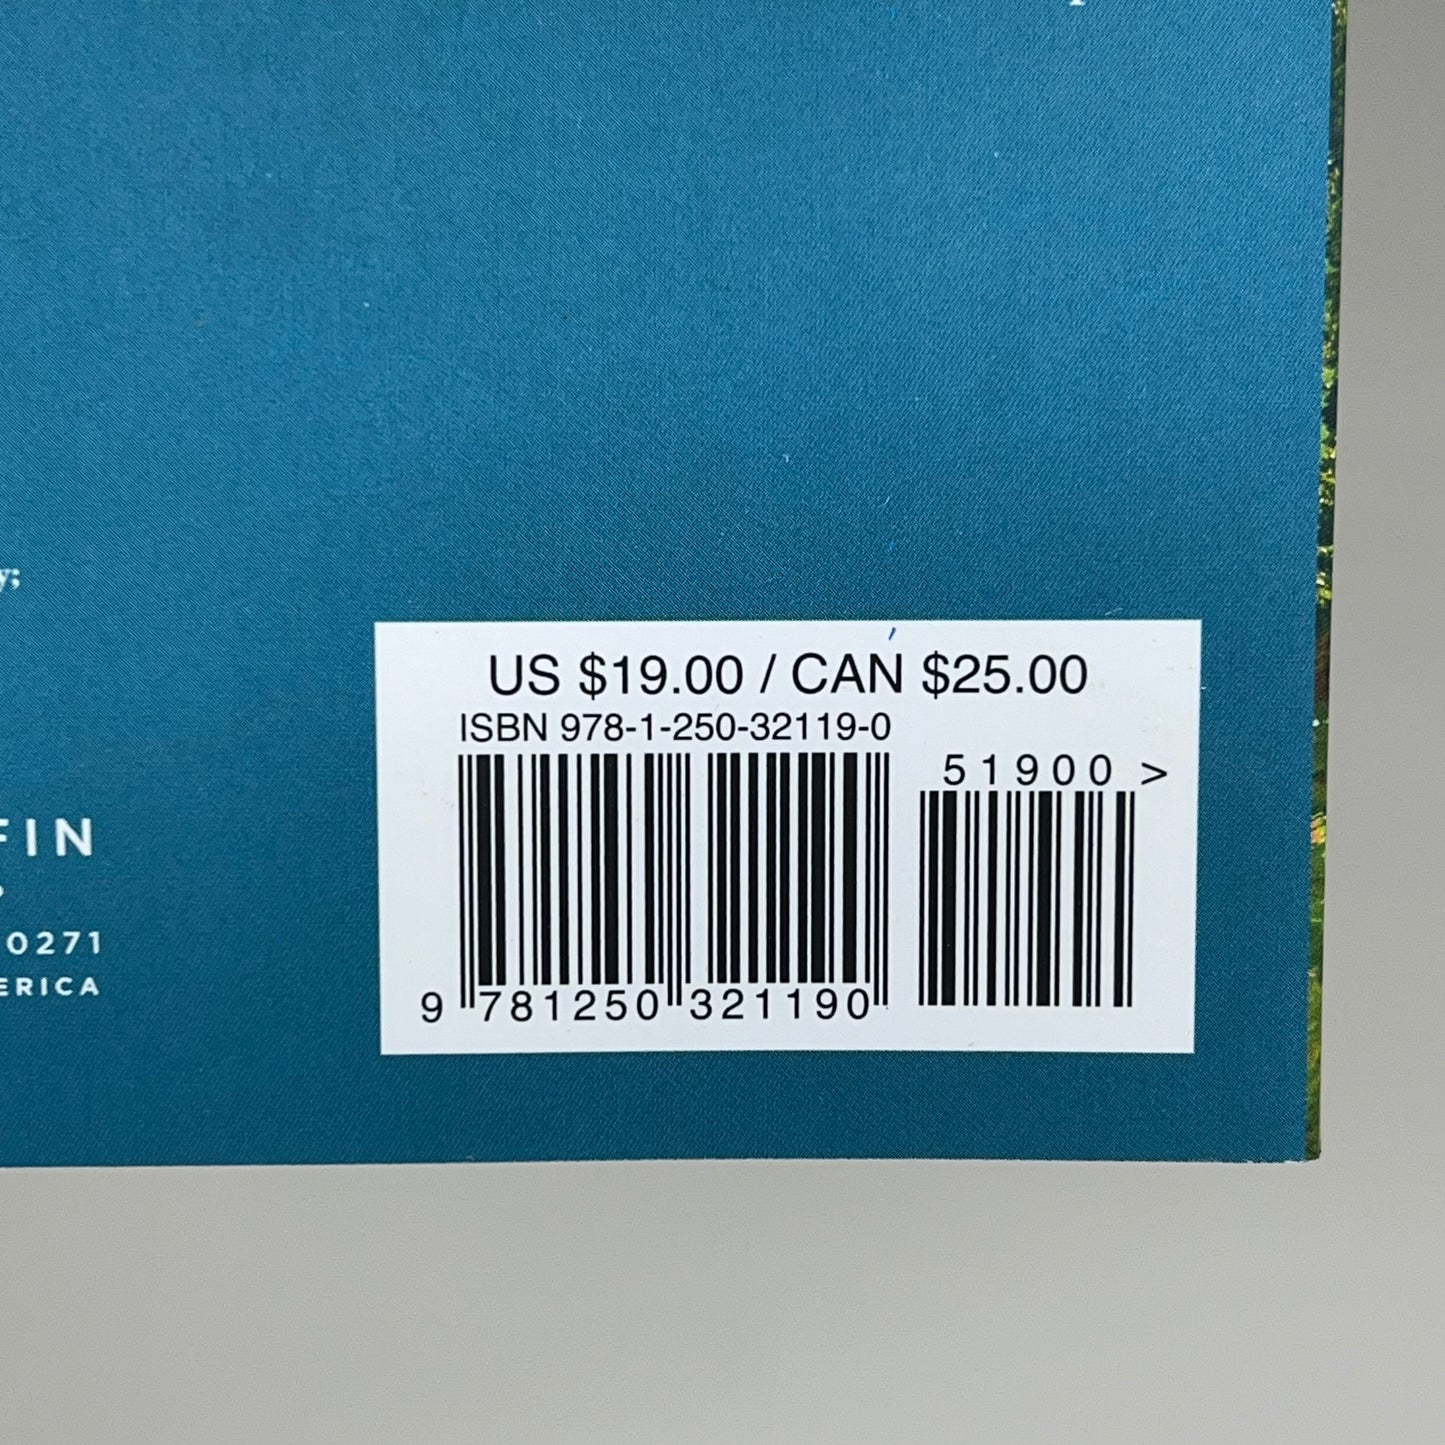 y;
FIN
0271
ERICA
US $19.00 / CAN $25.00
ISBN 978-1-250-32119-0
51900 >
9 781250 321190